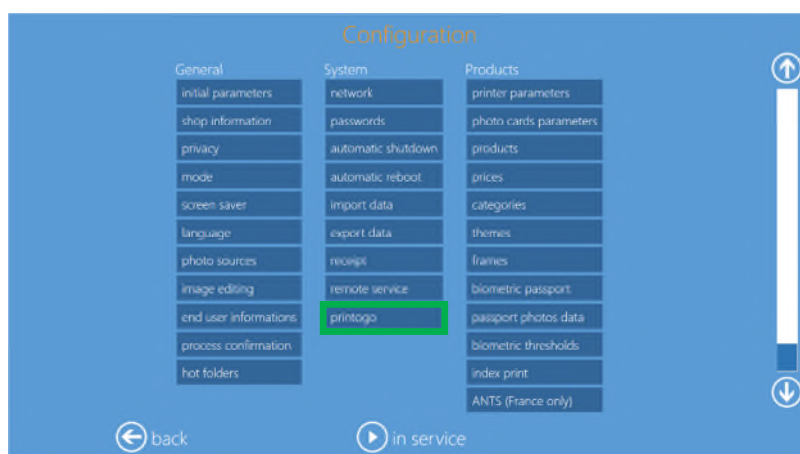 Configuration
General
initial parameters
shop information
privacy
mode
screen saver
language
photo sources
image editing
end user informations
process confirmation
hot folders
System
network
passwords
automatic shutdown
automatic reboot
import data
export data
receipt
remote service
printogo
Products
printer parameters
photo cards parameters
products
prices
categories
themes
frames
biometric passport
passport photos data
biometric thresholds
index print
ANTS (France only)
back
in service